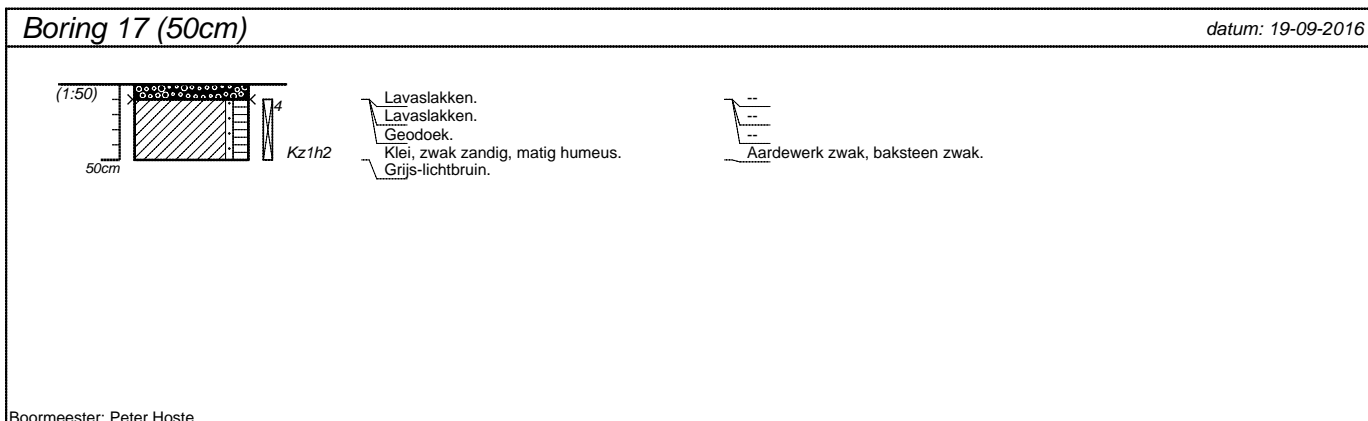 Boring 17 (50cm) datum: 19-09-2016
(1:50)
Lavaslakken. --
4
Lavaslakken. --
Geodoek. --
Kz1h2 Klei, zwak zandig, matig humeus. Aardewerk zwak, baksteen zwak.
50cm Grijs-lichtbruin.
Boormeester: Peter Hoste